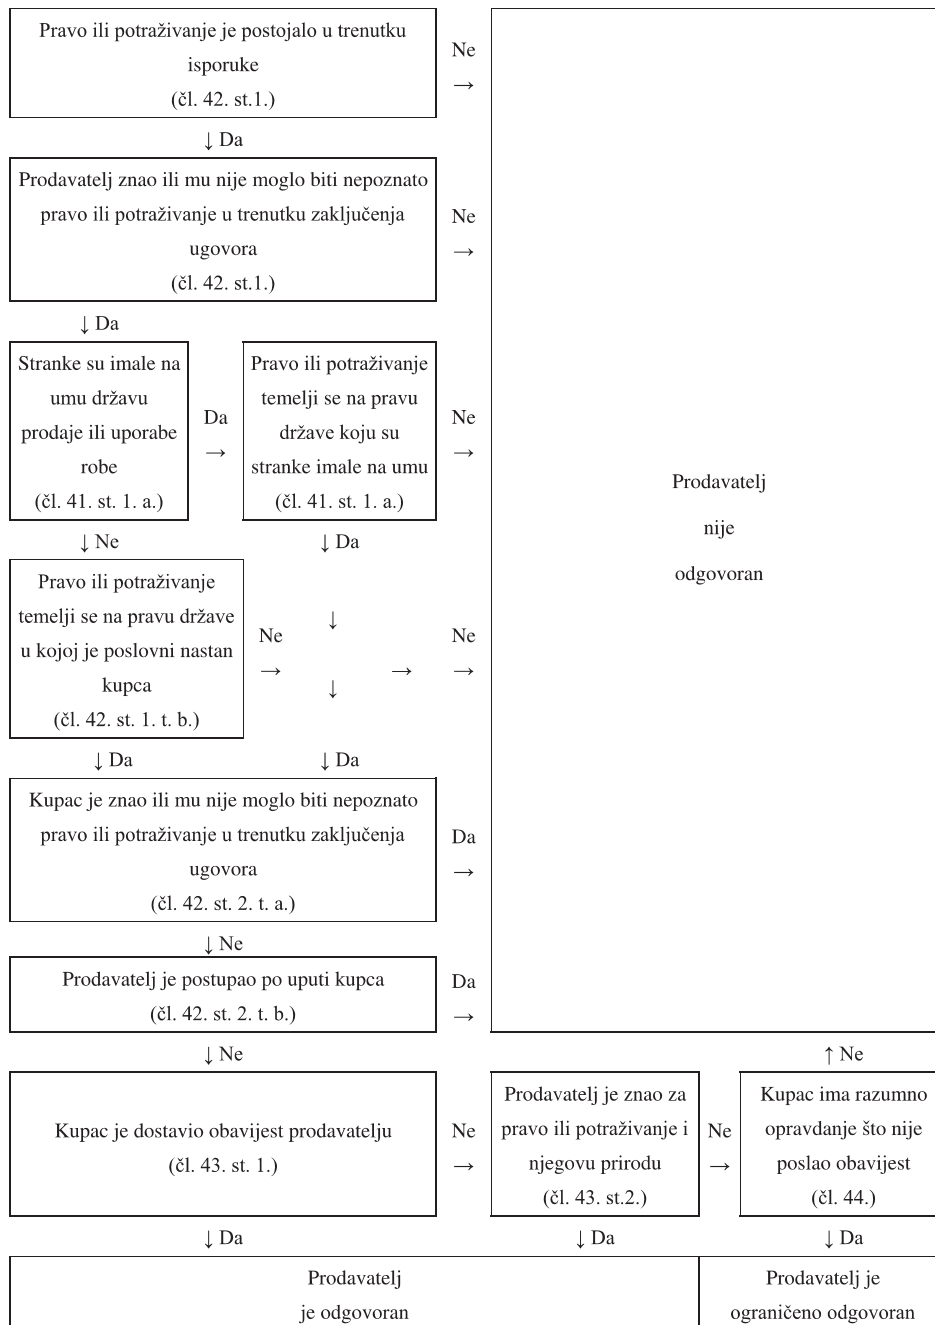 Pravo ili potraživanje je postojalo u trenutku
isporuke
(čl. 42. st.1.)
Ne
→
↓ Da
Prodavatelj znao ili mu nije moglo biti nepoznato
pravo ili potraživanje u trenutku zaključenja
ugovora
(čl. 42. st.1.)
Ne
→
↓ Da
Stranke su imale na
umu državu
prodaje ili uporabe
robe
(čl. 41. st. 1. a.)
Da
→
Pravo ili potraživanje
temelji se na pravu
države koju su
stranke imale na umu
(čl. 41. st. 1. a.)
Ne
→
Prodavatelj
nije
odgovoran
↓ Ne
↓ Da
Pravo ili potraživanje
temelji se na pravu države
u kojoj je poslovni nastan
kupca
(čl. 42. st. 1. t. b.)
Ne
→
↓
↓
→
Ne
→
↓ Da
↓ Da
Kupac je znao ili mu nije moglo biti nepoznato
pravo ili potraživanje u trenutku zaključenja
ugovora
(čl. 42. st. 2. t. a.)
Da
→
↓ Ne
Prodavatelj je postupao po uputi kupca
(čl. 42. st. 2. t. b.)
Da
→
↓ Ne
↑ Ne
Kupac je dostavio obavijest prodavatelju
(čl. 43. st. 1.)
Ne
→
Prodavatelj je znao za
pravo ili potraživanje i
njegovu prirodu
(čl. 43. st.2.)
Ne
→
Kupac ima razumno
opravdanje što nije
poslao obavijest
(čl. 44.)
↓ Da
↓ Da
↓ Da
Prodavatelj
je odgovoran
Prodavatelj je
ograničeno odgovoran